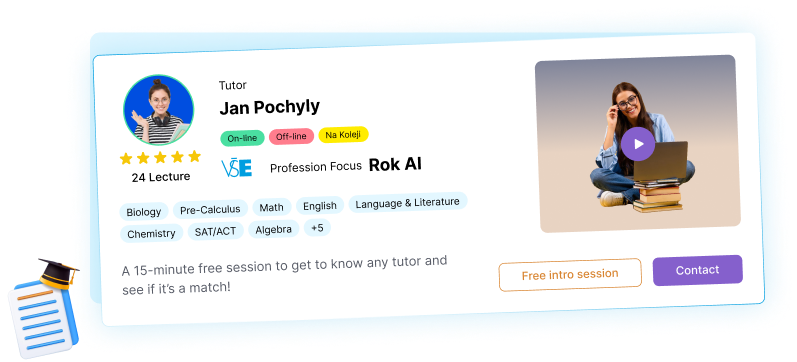 Tutor
Jan Pochyly
On-line Off-line Na Koleji
VŠE Profession Focus Rok AI
24 Lecture
Biology Pre-Calculus Math English Language & Literature
Chemistry SAT/ACT Algebra +5
A 15-minute free session to get to know any tutor and
see if it's a match!
Free intro session Contact